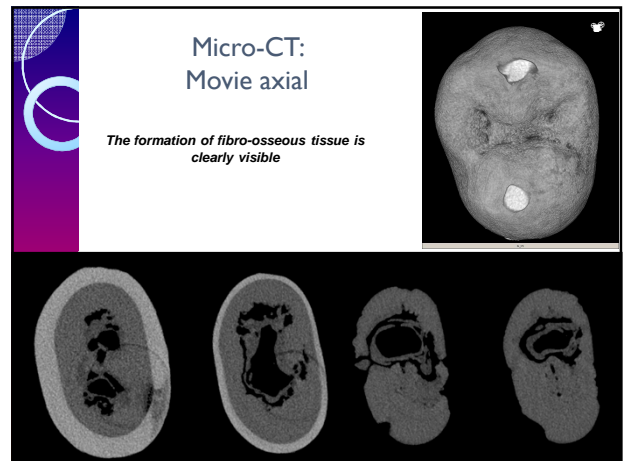 Micro-CT:
Movie axial
The formation of fibro-osseous tissue is
clearly visible